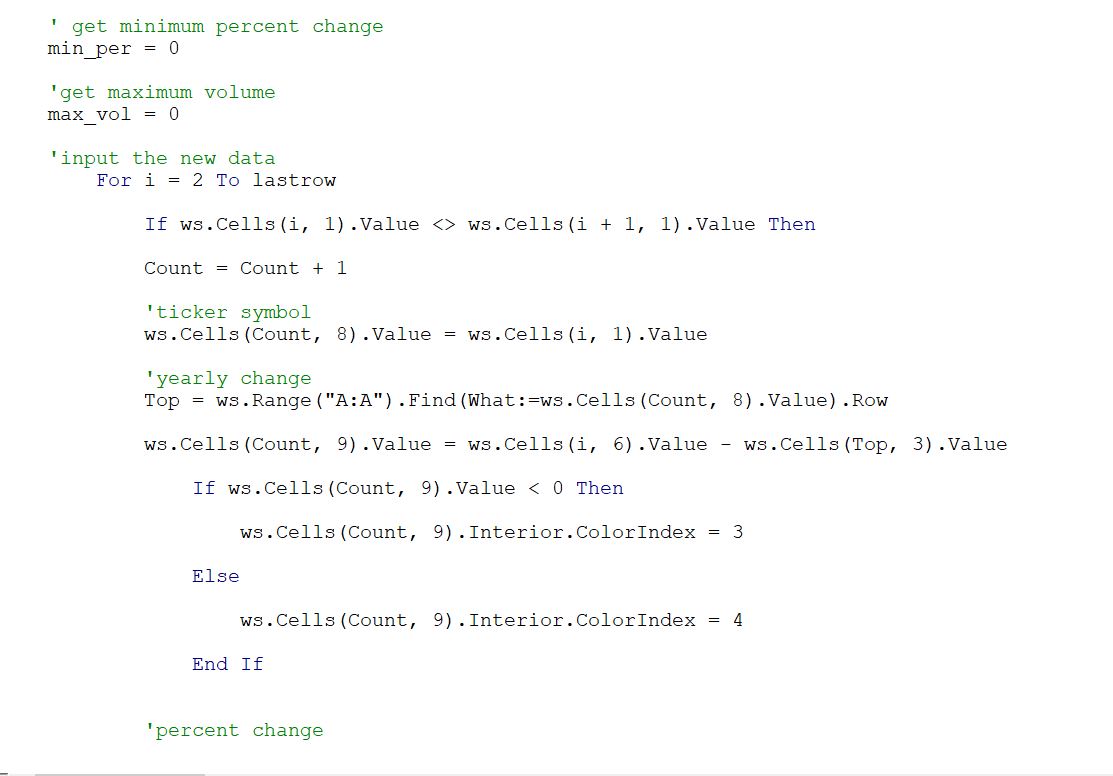 ' get minimum percent change
min_per = 0
'get maximum volume
max_vol = 0
'input the new data
For i = 2 To lastrow
If ws.Cells(i, 1).Value <> ws.Cells(i + 1, 1).Value Then
Count = Count + 1
'ticker symbol
ws.Cells(Count, 8).Value = ws.Cells(i, 1).Value
'yearly change
Top = ws.Range("A:A").Find(What:=ws.Cells(Count, 8).Value).Row
ws.Cells(Count, 9).Value = ws.Cells(i, 6).Value - ws.Cells(Top, 3).Value
If ws.Cells(Count, 9).Value < 0 Then
ws.Cells(Count, 9).Interior.ColorIndex = 3
Else
ws.Cells(Count, 9).Interior.ColorIndex = 4
End If
'percent change